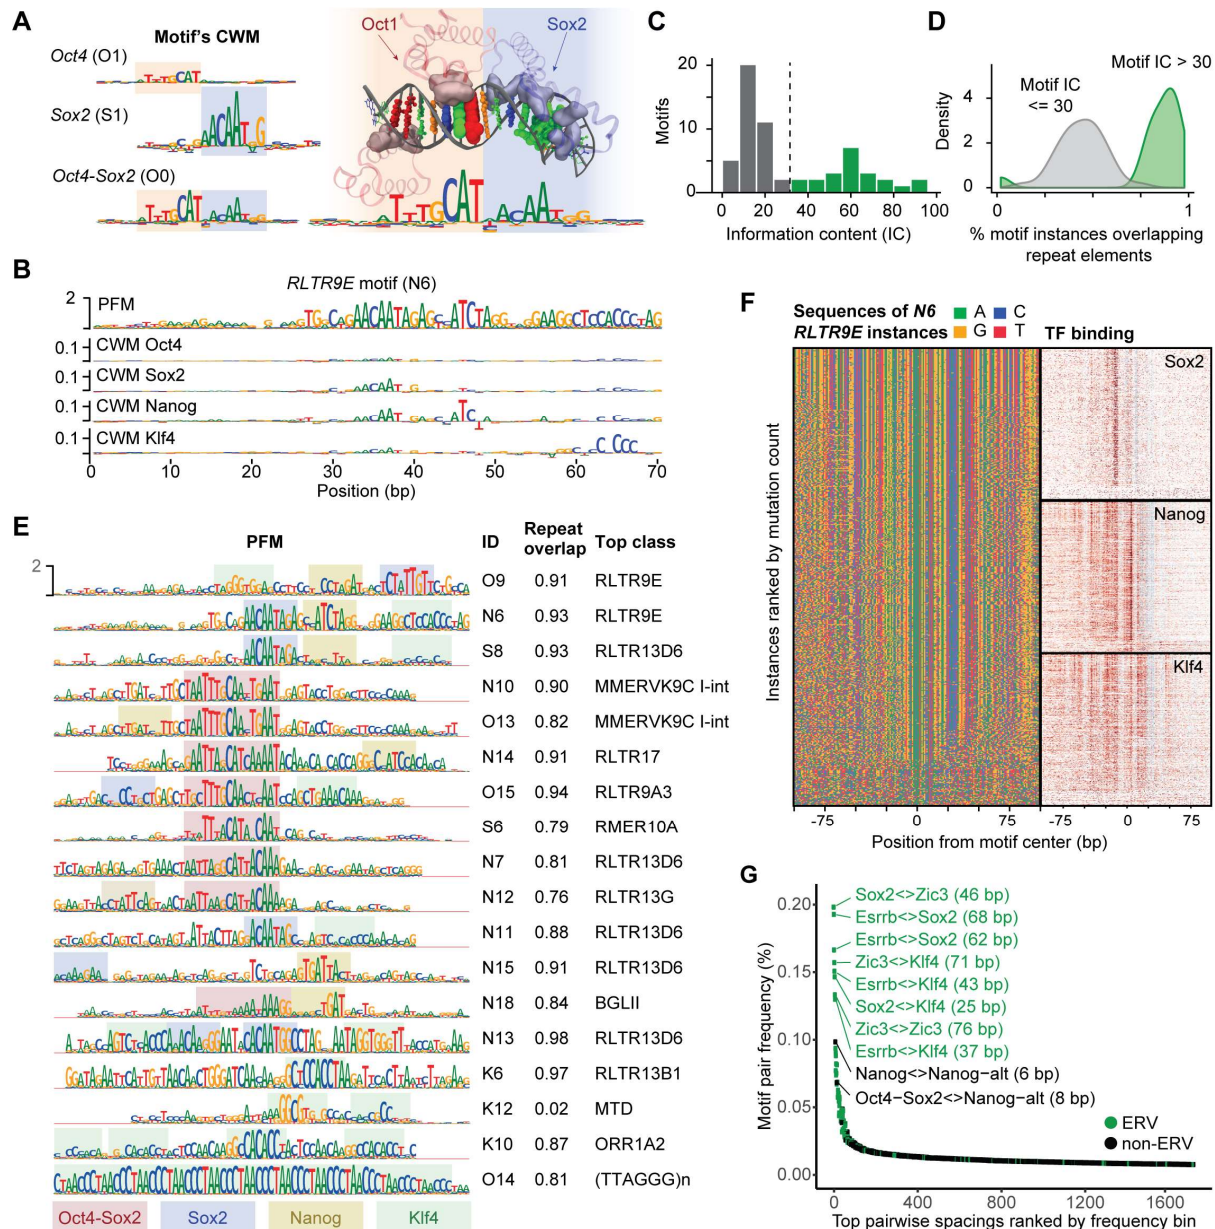 A
Motif's CWM
Oct4 (O1)
Sox2 (S1)
Oct4-Sox2 (O0)
Oct1
Sox2
C
20
10
0
Motifs
0 20 40 60 80 100
Information content (IC)
D
Motif IC > 30
Motif IC
<= 30
4
2
0
Density
0 1
% motif instances overlapping
repeat elements
B
RLTR9E motif (N6)
2
PFM
0.1 CWM Oct4
0.1 CWM Sox2
0.1 CWM Nanog
0.1 CWM Klf4
0 10 20 30 40 50 60 70
Position (bp)
E
PFM
ID
Repeat
overlap
Top class
2
O9 0.91 RLTR9E
N6 0.93 RLTR9E
S8 0.93 RLTR13D6
N10 0.90 MMERVK9C I-int
O13 0.82 MMERVK9C I-int
N14 0.91 RLTR17
O15 0.94 RLTR9A3
S6 0.79 RMER10A
N7 0.81 RLTR13D6
N12 0.76 RLTR13G
N11 0.88 RLTR13D6
N15 0.91 RLTR13D6
N18 0.84 BGLII
N13 0.98 RLTR13D6
K6 0.97 RLTR13B1
K12 0.02 MTD
K10 0.87 ORR1A2
O14 0.81 (TTAGGG)n
Oct4-Sox2 Sox2 Nanog Klf4
F
Sequences of N6
RLTR9E instances
A C
G T
TF binding
Sox2
Nanog
Klf4
Instances ranked by mutation count
-75 0 75
-75 0 75
Position from motif center (bp)
G
Sox2<>Zic3 (46 bp)
Esrrb<>Sox2 (68 bp)
Esrrb<>Sox2 (62 bp)
Zic3<>Klf4 (71 bp)
Esrrb<>Klf4 (43 bp)
Sox2<>Klf4 (25 bp)
Zic3<>Zic3 (76 bp)
Esrrb<>Klf4 (37 bp)
Nanog<>Nanog-alt (6 bp)
Oct4-Sox2<>Nanog-alt (8 bp)
ERV
non-ERV
0.20
0.15
0.10
0.05
0.00
Motif pair frequency (%)
0 400 800 1200 1600
Top pairwise spacings ranked by frequency bin